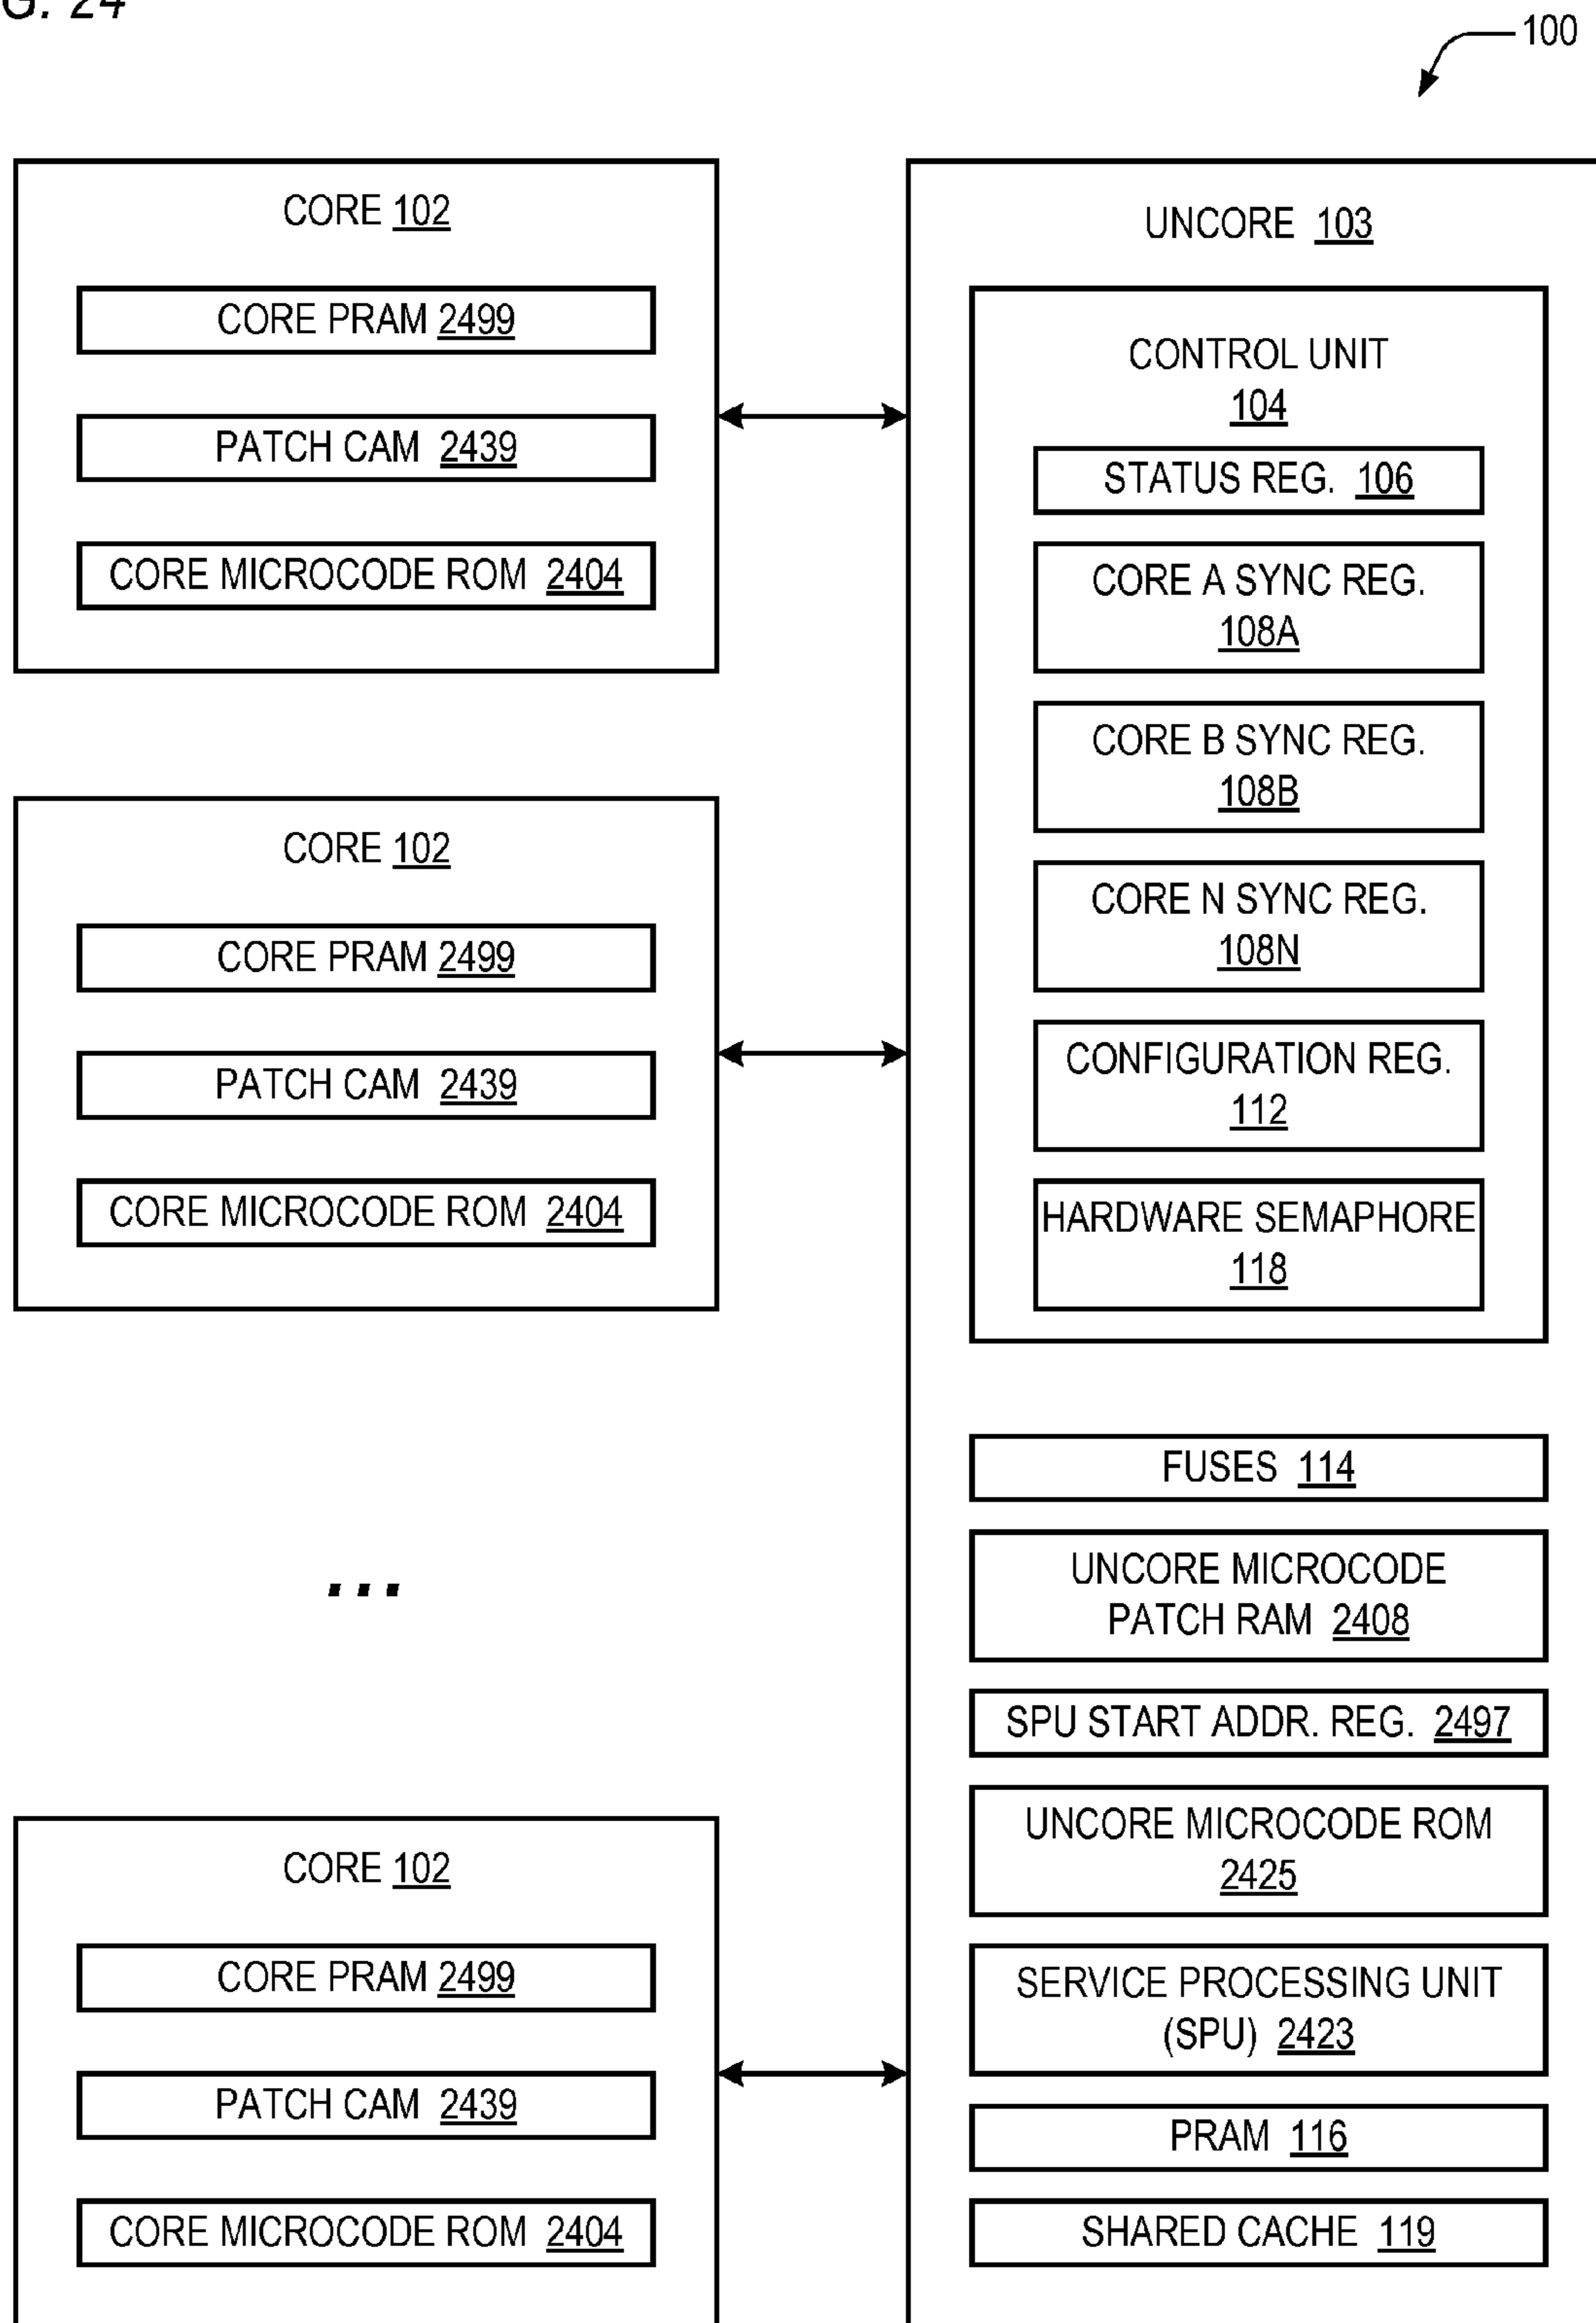 G. 24
100
CORE 102
CORE PRAM 2499
PATCH CAM 2439
CORE MICROCODE ROM 2404
CORE 102
CORE PRAM 2499
PATCH CAM 2439
CORE MICROCODE ROM 2404
...
CORE 102
CORE PRAM 2499
PATCH CAM 2439
CORE MICROCODE ROM 2404
UNCORE 103
CONTROL UNIT
104
STATUS REG. 106
CORE A SYNC REG.
108A
CORE B SYNC REG.
108B
CORE N SYNC REG.
108N
CONFIGURATION REG.
112
HARDWARE SEMAPHORE
118
FUSES 114
UNCORE MICROCODE
PATCH RAM 2408
SPU START ADDR. REG. 2497
UNCORE MICROCODE ROM
2425
SERVICE PROCESSING UNIT
(SPU) 2423
PRAM 116
SHARED CACHE 119